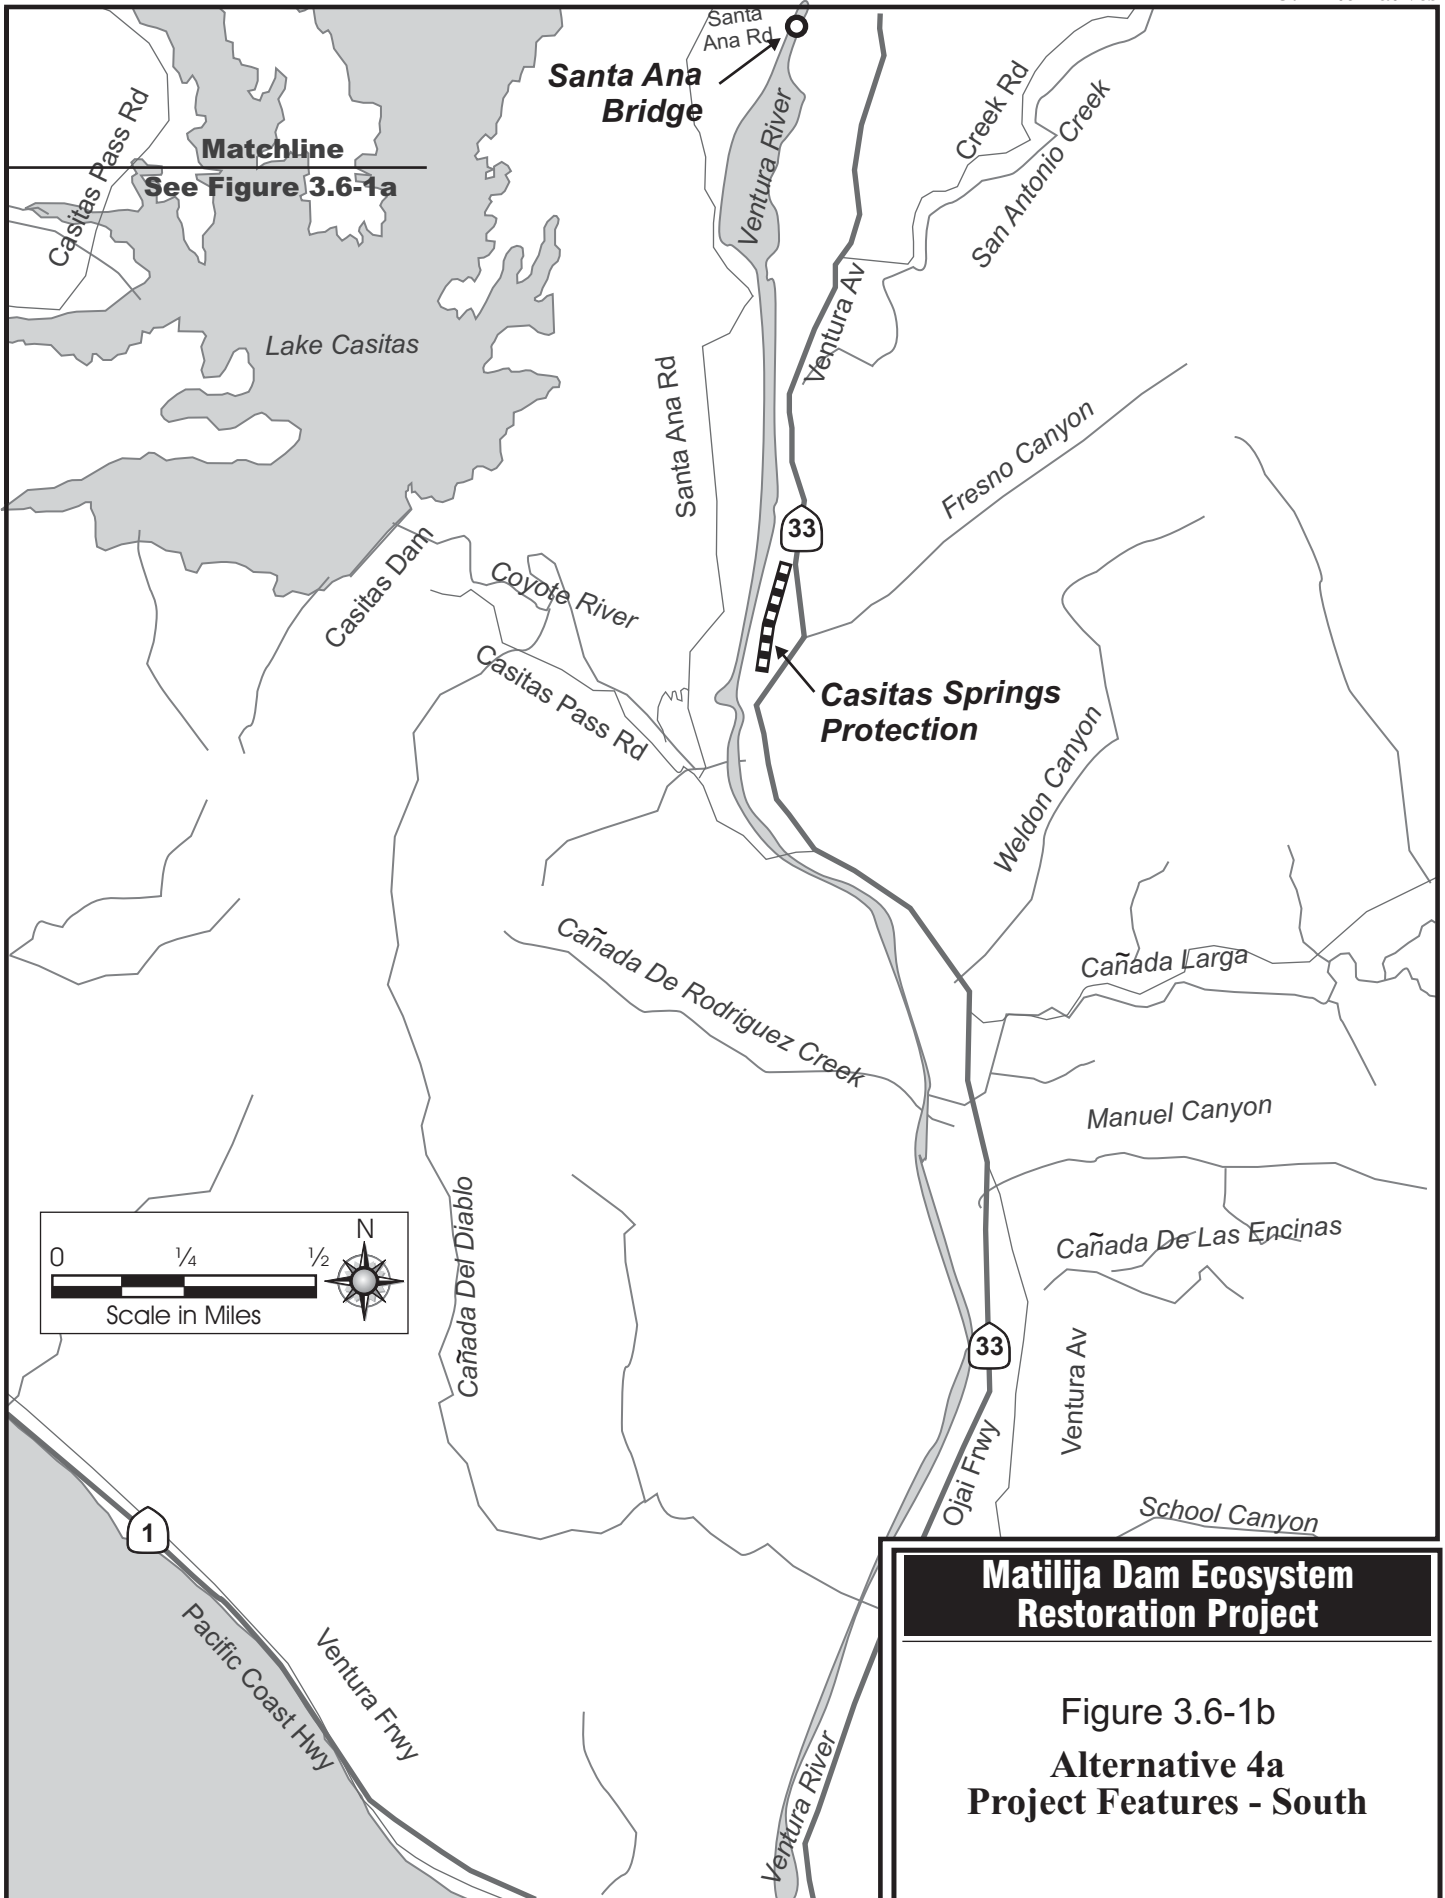 Santa
Ana Rd
Santa Ana
Bridge
Casitas Pass Rd
Matchline
See Figure 3.6-1a
Ventura River
Creek Rd
San Antonio Creek
Lake Casitas
Ventura Av
Santa Ana Rd
Fresno Canyon
33
Casitas Dam
Coyote River
Casitas Pass Rd
Casitas Springs
Protection
Weldon Canyon
Cañada De Rodriguez Creek
Cañada Larga
Manuel Canyon
Cañada Del Diablo
Cañada De Las Encinas
N
0 ¼ ½
Scale in Miles
33
Ventura Av
Ojai Frwy
School Canyon
1
Pacific Coast Hwy
Ventura Frwy
Ventura River
Matilija Dam Ecosystem
Restoration Project
Figure 3.6-1b
Alternative 4a
Project Features - South